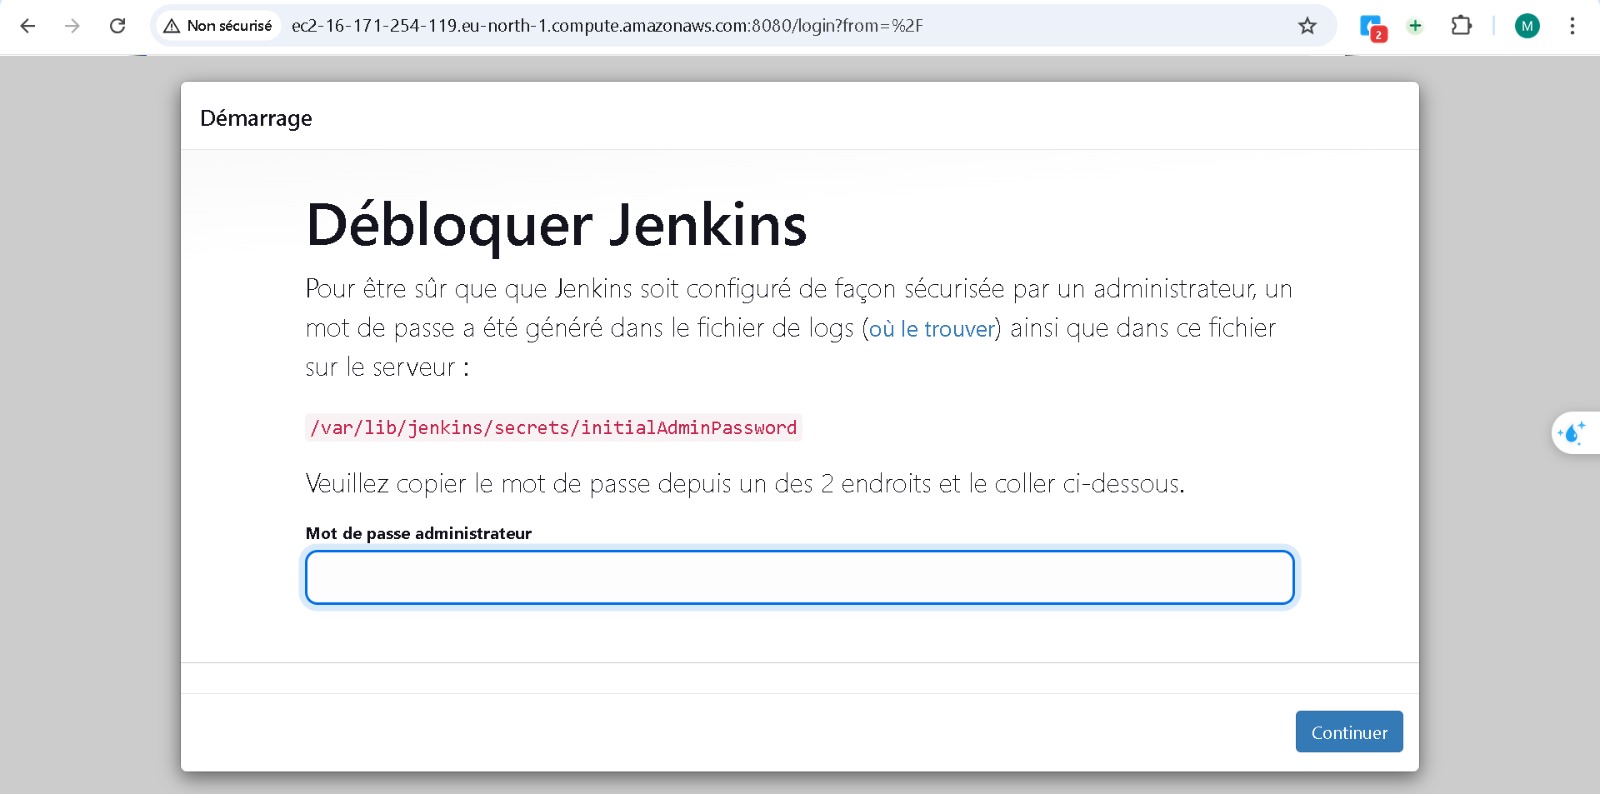 Non sécurisé
ec2-16-171-254-119.eu-north-1.compute.amazonaws.com:8080/login?from=%2F
2
M
Démarrage
Débloquer Jenkins
Pour être sûr que que Jenkins soit configuré de façon sécurisée par un administrateur, un
mot de passe a été généré dans le fichier de logs (où le trouver) ainsi que dans ce fichier
sur le serveur :
/var/lib/jenkins/secrets/initialAdminPassword
Veuillez copier le mot de passe depuis un des 2 endroits et le coller ci-dessous.
Mot de passe administrateur
Continuer